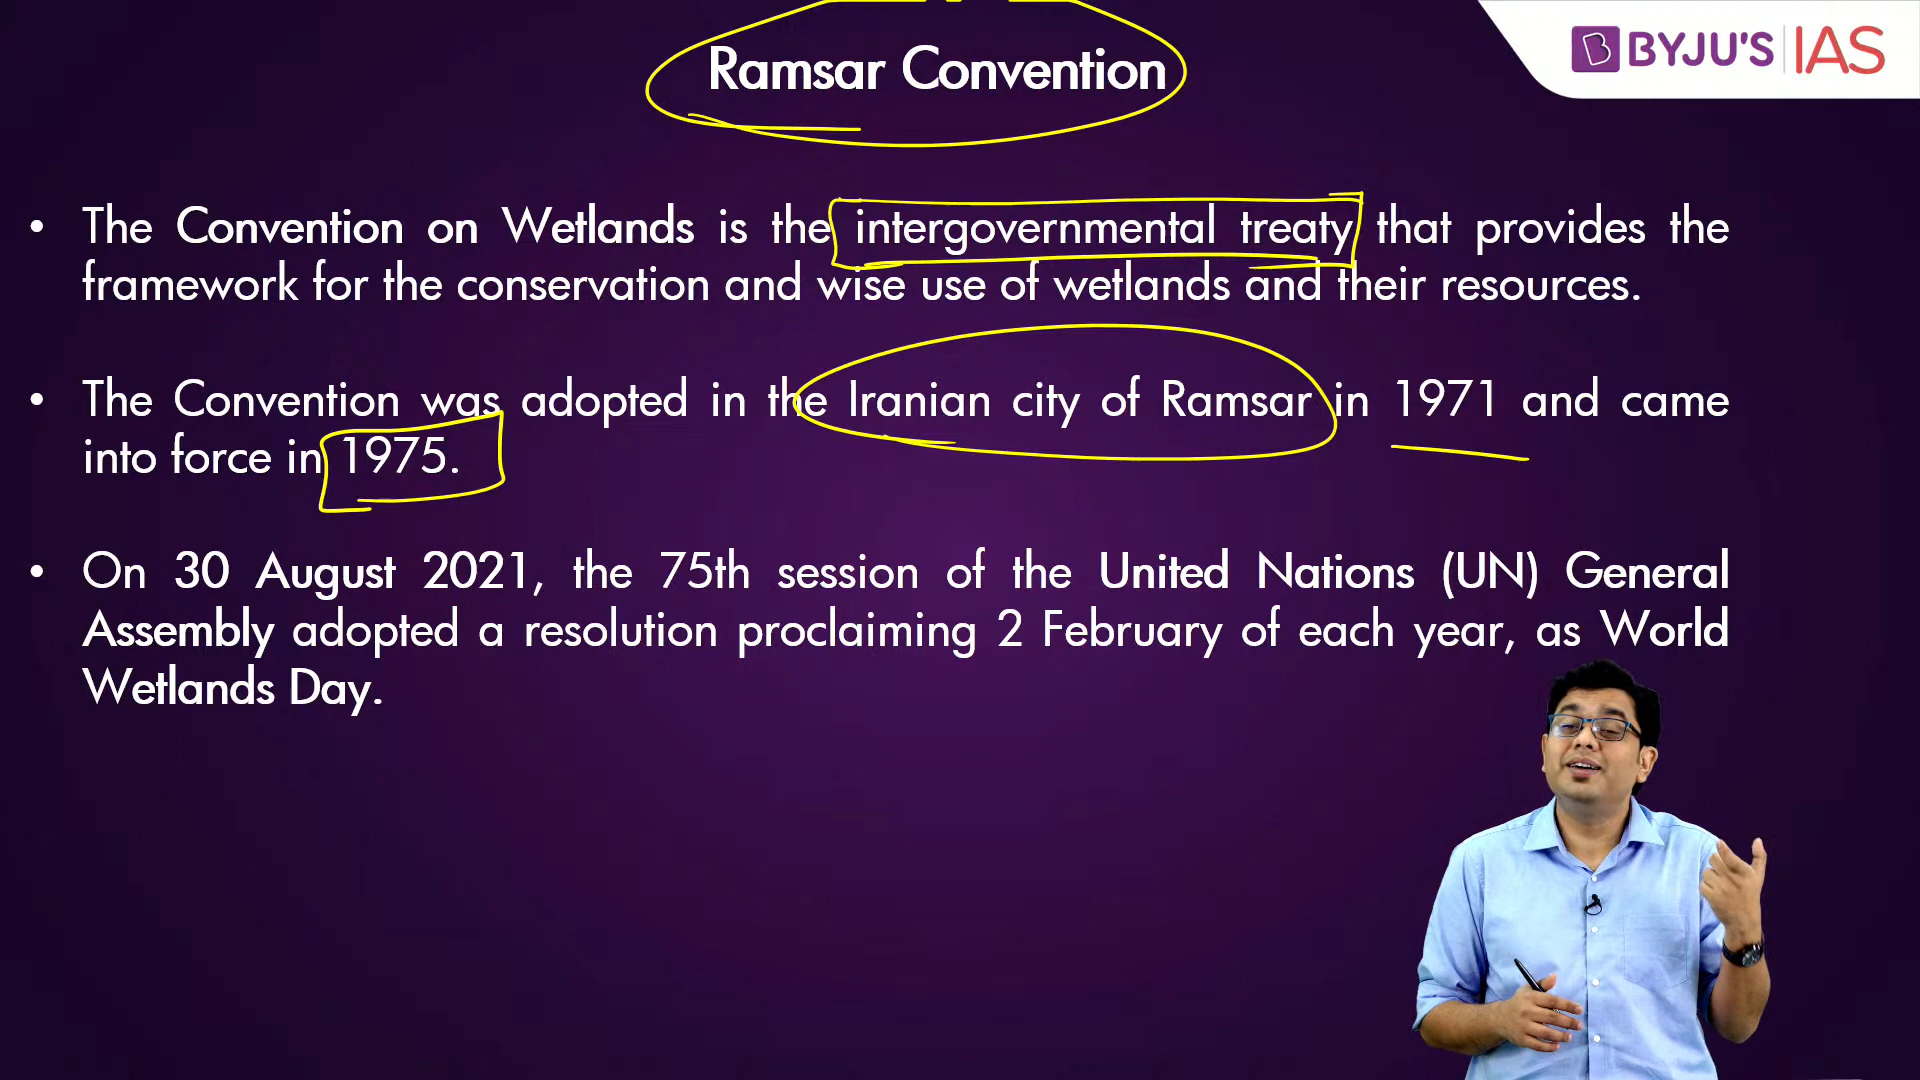 Ramsar Convention
BYJU'S IAS
• The Convention on Wetlands is the intergovernmental treaty that provides the
framework for the conservation and wise use of wetlands and their resources.
• The Convention was adopted in the Iranian city of Ramsar in 1971 and came
into force in 1975.
• On 30 August 2021, the 75th session of the United Nations (UN) General
Assembly adopted a resolution proclaiming 2 February of each year, as World
Wetlands Day.